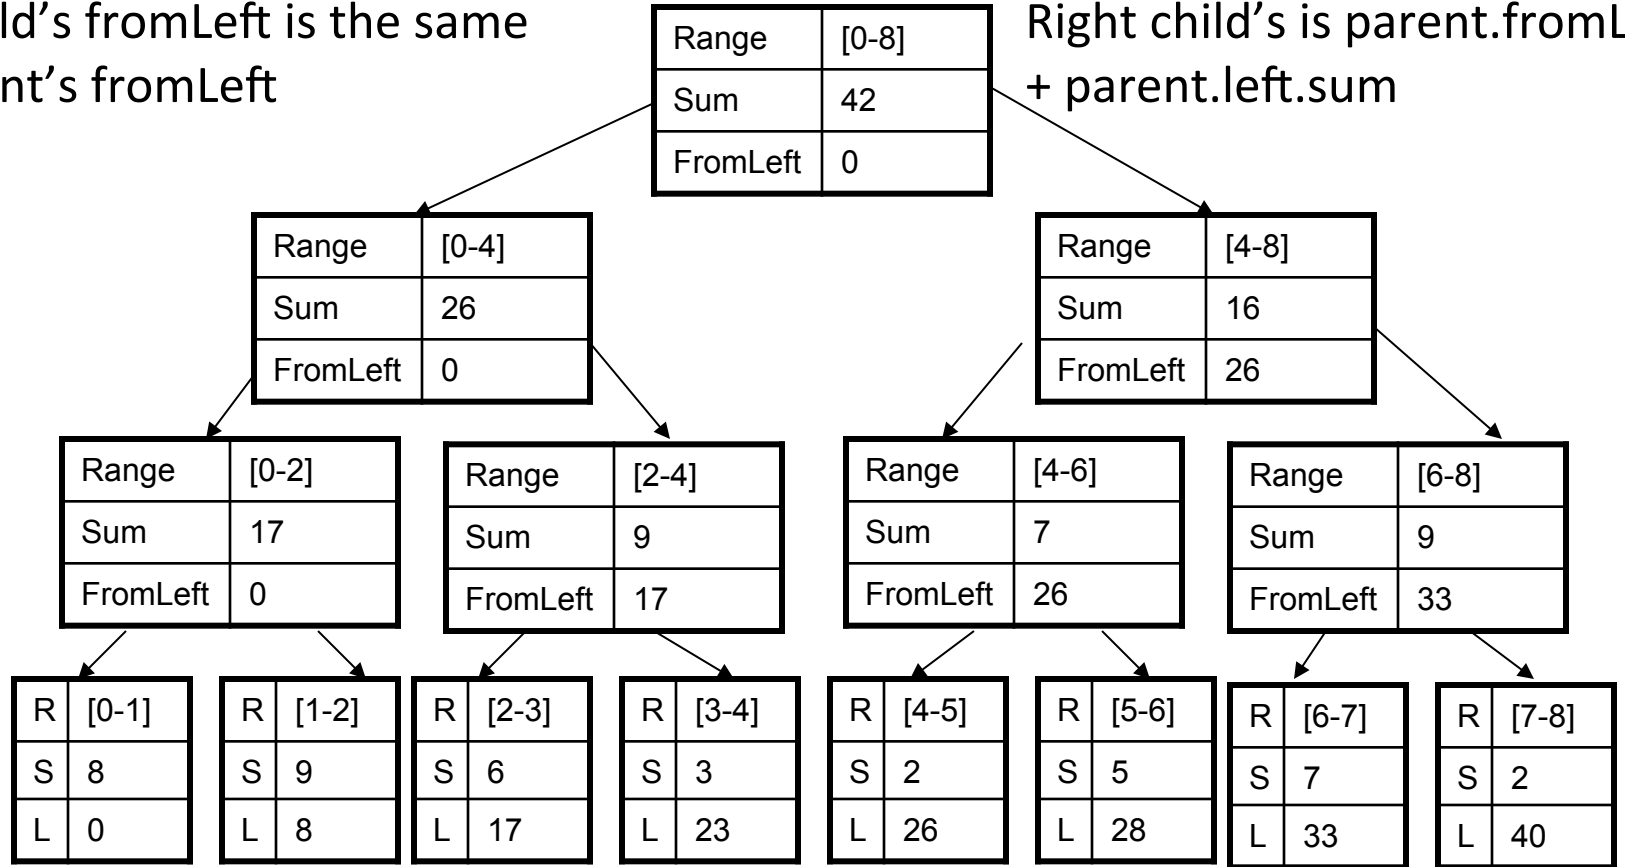 ld’s fromLeft is the same
nt’s fromLeft
Right child’s is parent.fromL
+ parent.left.sum
Range [0-8]
Sum 42
FromLeft 0
Range [0-4]
Sum 26
FromLeft 0
Range [4-8]
Sum 16
FromLeft 26
Range [0-2]
Sum 17
FromLeft 0
Range [2-4]
Sum 9
FromLeft 17
Range [4-6]
Sum 7
FromLeft 26
Range [6-8]
Sum 9
FromLeft 33
R [0-1]
S 8
L 0
R [1-2]
S 9
L 8
R [2-3]
S 6
L 17
R [3-4]
S 3
L 23
R [4-5]
S 2
L 26
R [5-6]
S 5
L 28
R [6-7]
S 7
L 33
R [7-8]
S 2
L 40